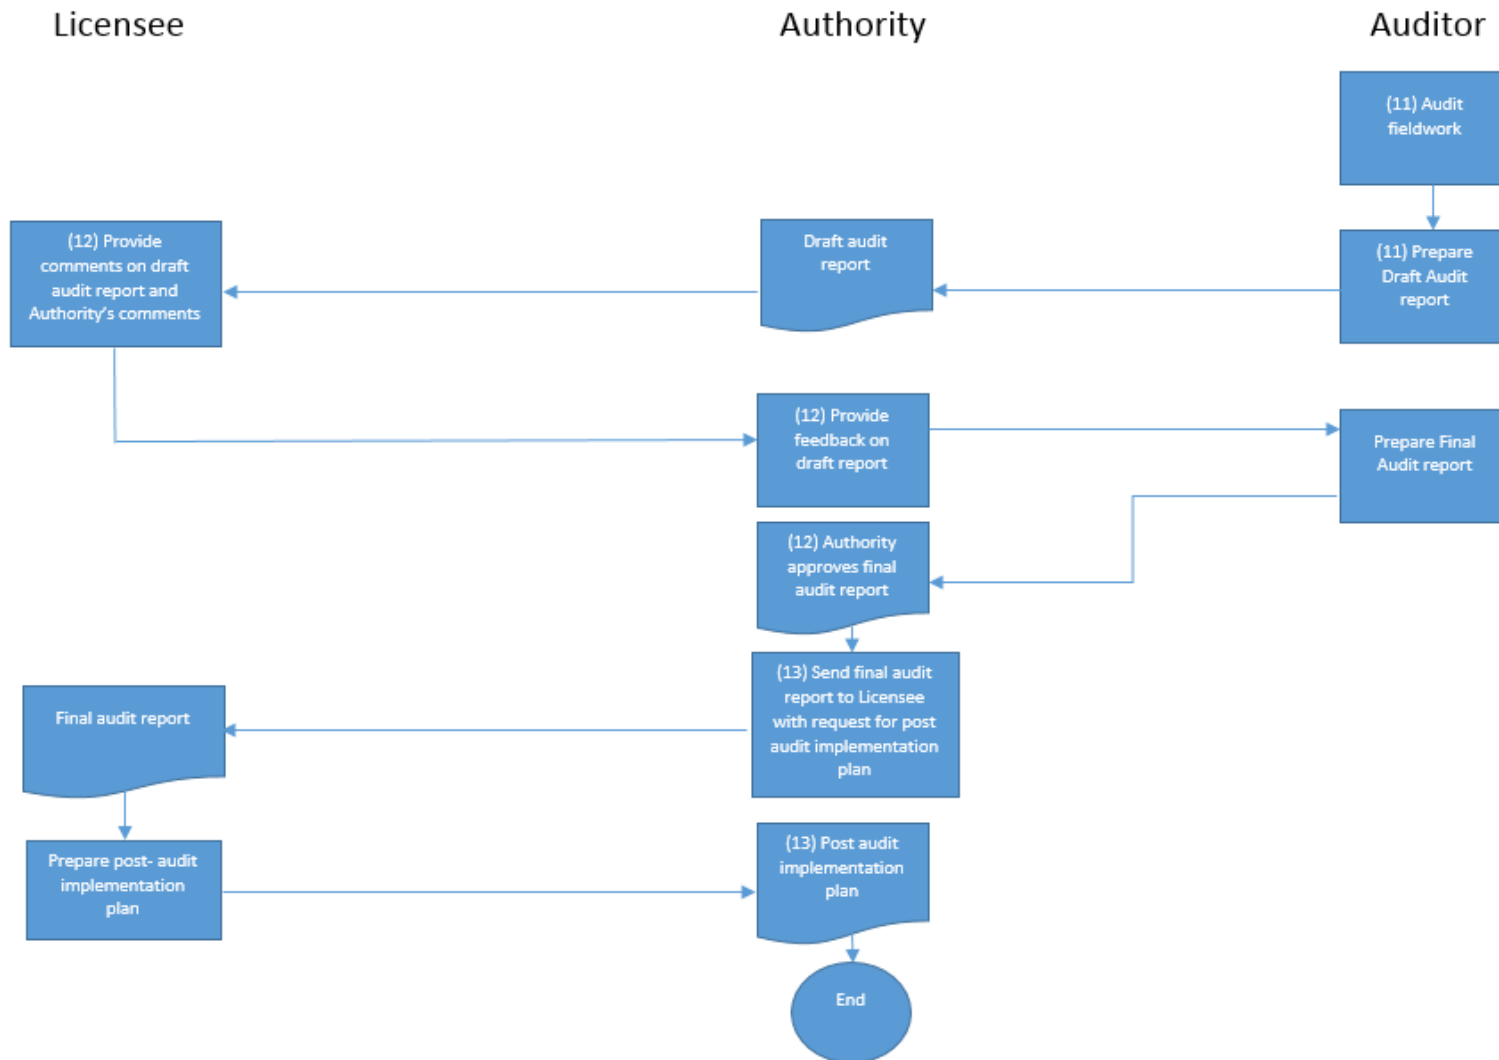 Licensee
Authority
Auditor
(11) Audit
fieldwork
(12) Provide
comments on draft
audit report and
Authority's comments
Draft audit
report
(11) Prepare
Draft Audit
report
(12) Provide
feedback on
draft report
Prepare Final
Audit report
(12) Authority
approves final
audit report
(13) Send final audit
report to Licensee
with request for post
audit implementation
plan
Final audit report
Prepare post- audit
implementation
plan
(13) Post audit
implementation
plan
End